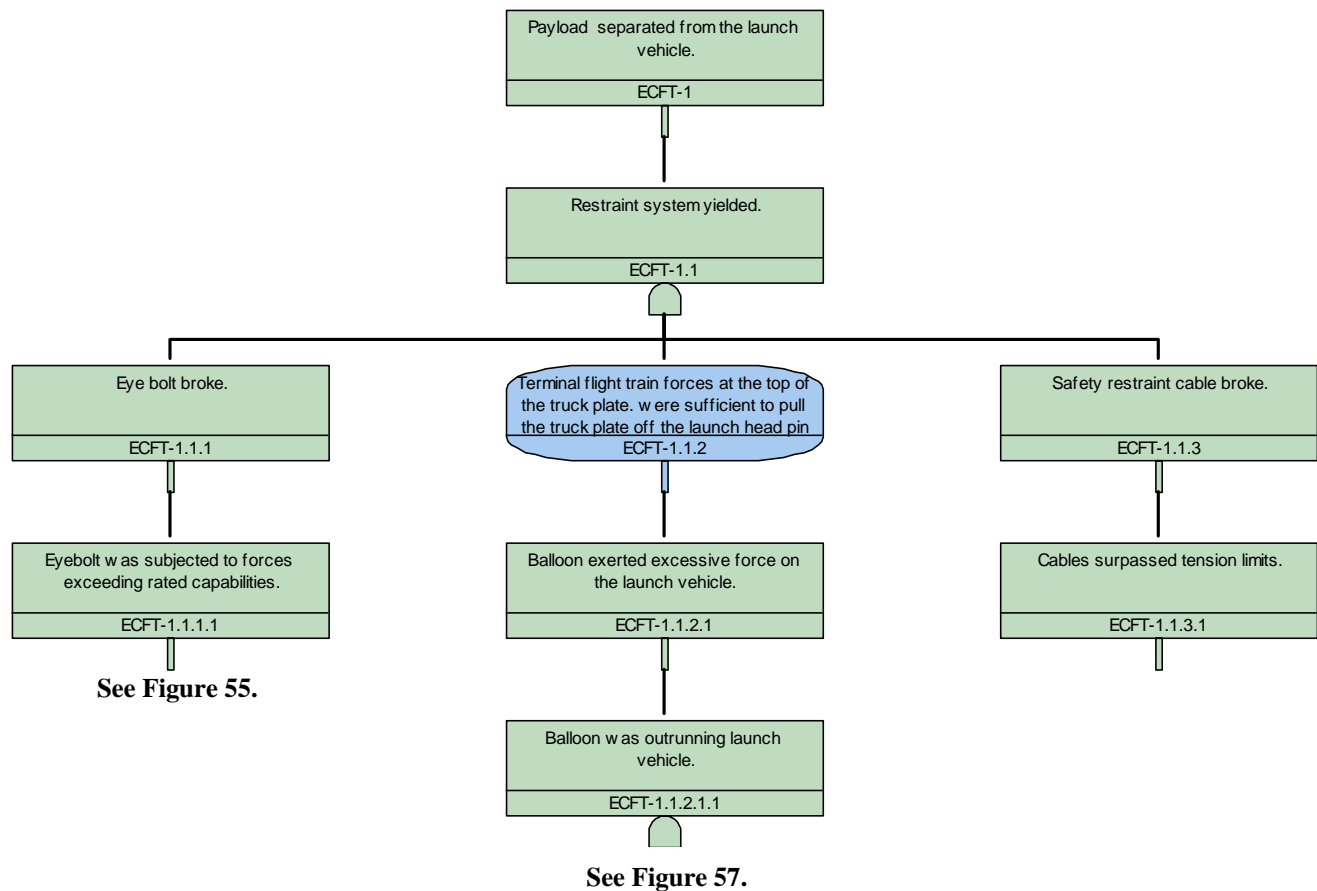 Payload separated from the launch
vehicle.
ECFT-1
Restraint system yielded.
ECFT-1.1
Eye bolt broke.
ECFT-1.1.1
Terminal flight train forces at the top of
the truck plate. were sufficient to pull
the truck plate off the launch head pin
ECFT-1.1.2
Safety restraint cable broke.
ECFT-1.1.3
Eyebolt was subjected to forces
exceeding rated capabilities.
ECFT-1.1.1.1
See Figure 55.
Balloon exerted excessive force on
the launch vehicle.
ECFT-1.1.2.1
Cables surpassed tension limits.
ECFT-1.1.3.1
Balloon was outrunning launch
vehicle.
ECFT-1.1.2.1.1
See Figure 57.